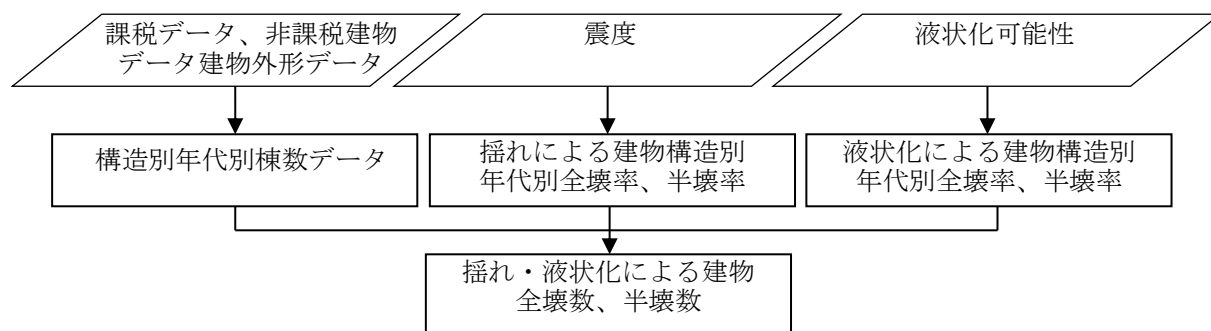 課税データ、非課税建物
データ建物外形データ
震度
液状化可能性
構造別年代別棟数データ
揺れによる建物構造別
年代別全壊率、半壊率
液状化による建物構造別
年代別全壊率、半壊率
揺れ・液状化による建物
全壊数、半壊数